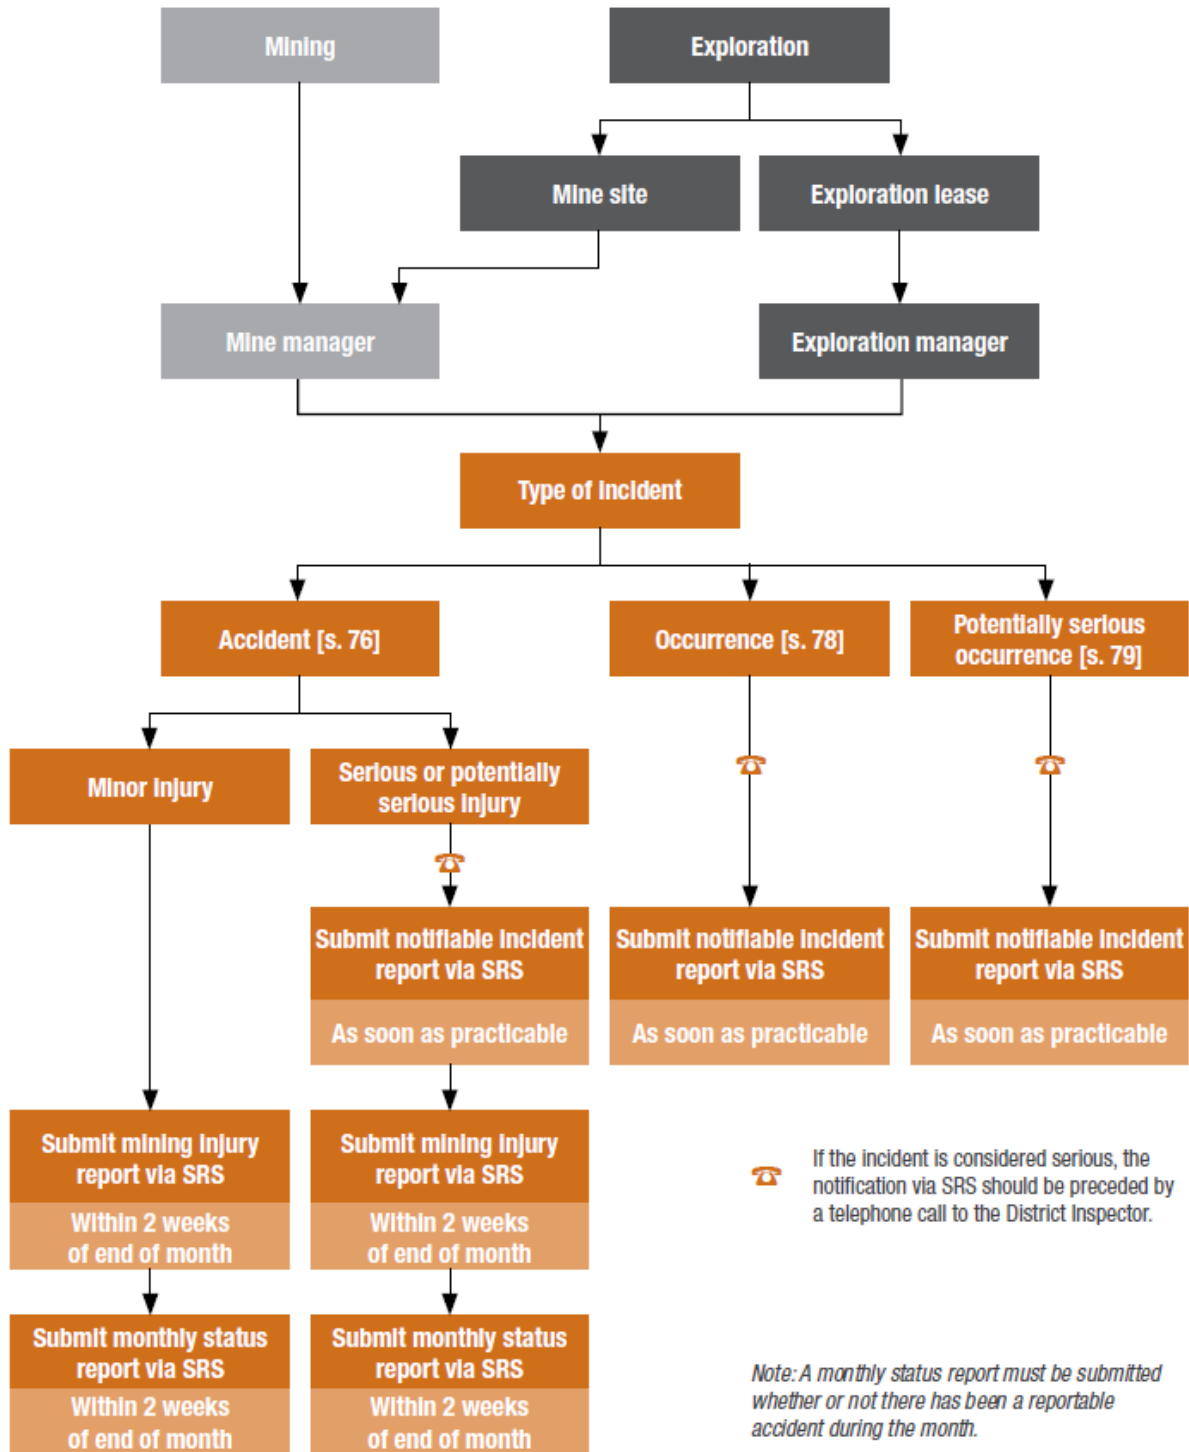 Mining
Exploration
Mine site
Exploration lease
Mine manager
Exploration manager
Type of incident
Accident [s. 76]
Occurrence [s. 78]
Potentially serious
occurrence [s. 79]
Minor injury
Serious or potentially
serious injury
Submit notifiable incident
report via SRS
As soon as practicable
Submit notifiable incident
report via SRS
As soon as practicable
Submit notifiable incident
report via SRS
As soon as practicable
Submit mining injury
report via SRS
Within 2 weeks
of end of month
Submit mining injury
report via SRS
Within 2 weeks
of end of month
If the incident is considered serious, the
notification via SRS should be preceded by
a telephone call to the District Inspector.
Submit monthly status
report via SRS
Within 2 weeks
of end of month
Submit monthly status
report via SRS
Within 2 weeks
of end of month
Note: A monthly status report must be submitted
whether or not there has been a reportable
accident during the month.